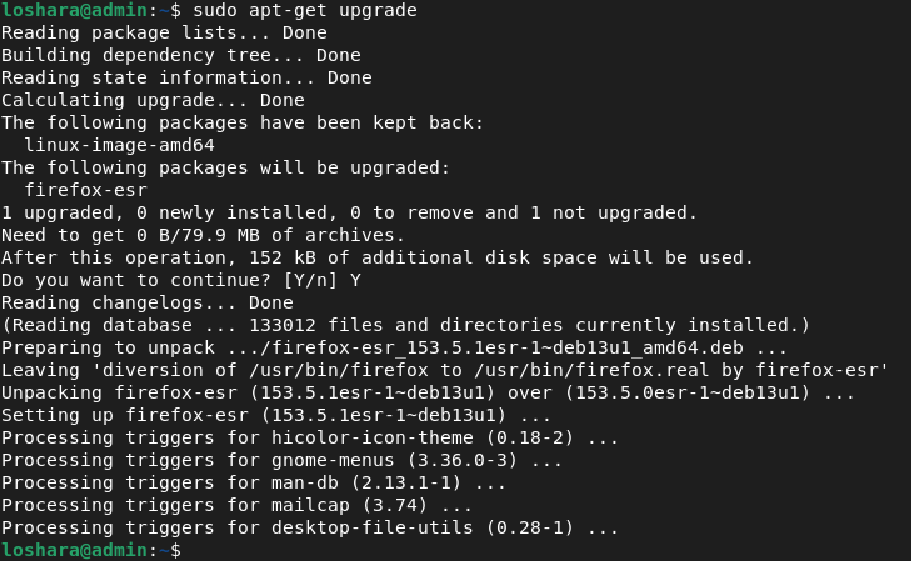 loshara@admin:~$ sudo apt-get upgrade
Reading package lists... Done
Building dependency tree... Done
Reading state information... Done
Calculating upgrade... Done
The following packages have been kept back:
  linux-image-amd64
The following packages will be upgraded:
  firefox-esr
1 upgraded, 0 newly installed, 0 to remove and 1 not upgraded.
Need to get 0 B/79.9 MB of archives.
After this operation, 152 kB of additional disk space will be used.
Do you want to continue? [Y/n] Y
Reading changelogs... Done
(Reading database ... 133012 files and directories currently installed.)
Preparing to unpack .../firefox-esr_153.5.1esr-1~deb13u1_amd64.deb ...
Leaving 'diversion of /usr/bin/firefox to /usr/bin/firefox.real by firefox-esr'
Unpacking firefox-esr (153.5.1esr-1~deb13u1) over (153.5.0esr-1~deb13u1) ...
Setting up firefox-esr (153.5.1esr-1~deb13u1) ...
Processing triggers for hicolor-icon-theme (0.18-2) ...
Processing triggers for gnome-menus (3.36.0-3) ...
Processing triggers for man-db (2.13.1-1) ...
Processing triggers for mailcap (3.74) ...
Processing triggers for desktop-file-utils (0.28-1) ...
loshara@admin:~$